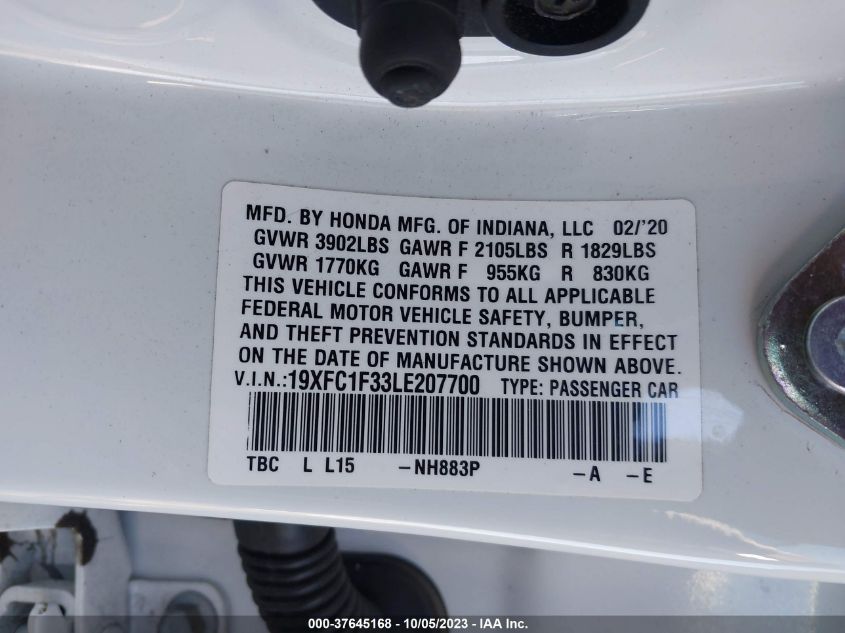 MFD. BY HONDA MFG. OF INDIANA, LLC 02/'20
GVWR 3902LBS GAWR F 2105LBS R 1829LBS
GVWR 1770KG GAWR F 955KG R 830KG
THIS VEHICLE CONFORMS TO ALL APPLICABLE
FEDERAL MOTOR VEHICLE SAFETY, BUMPER,
AND THEFT PREVENTION STANDARDS IN EFFECT
ON THE DATE OF MANUFACTURE SHOWN ABOVE.
V.I.N.:19XFC1F33LE207700 TYPE: PASSENGER CAR
TBC L L15 –NH883P –A –E
000-37645168 - 10/05/2023 - IAA Inc.